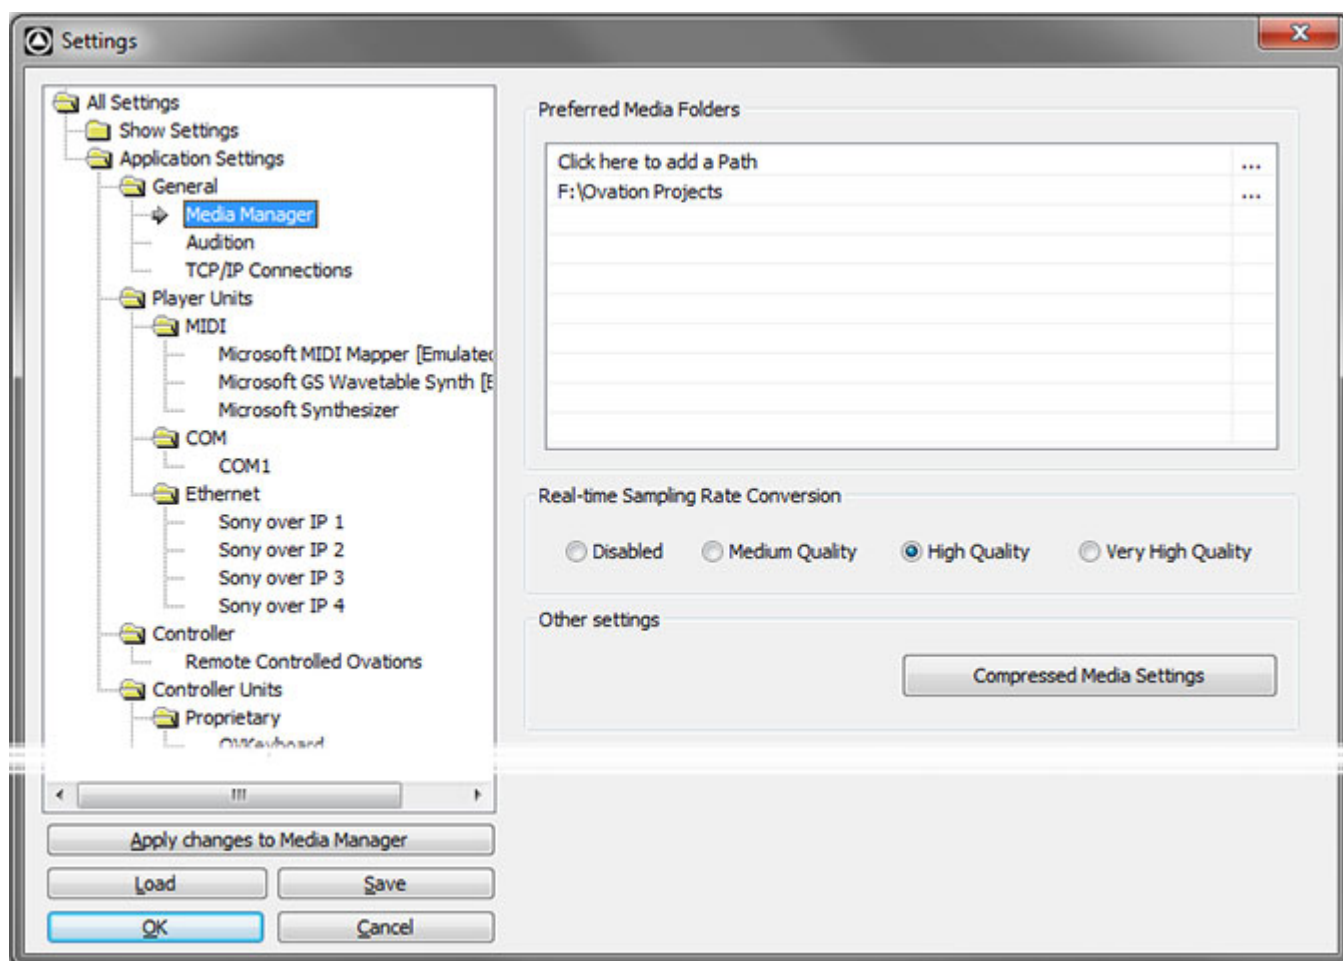 Settings
All Settings
Show Settings
Application Settings
General
Media Manager
Audition
TCP/IP Connections
Player Units
MIDI
Microsoft MIDI Mapper [Emulated
Microsoft GS Wavetable Synth [E
Microsoft Synthesizer
COM
COM1
Ethernet
Sony over IP 1
Sony over IP 2
Sony over IP 3
Sony over IP 4
Controller
Remote Controlled Ovations
Controller Units
Proprietary
OVKeyboard
Apply changes to Media Manager
Load
Save
OK
Cancel
Preferred Media Folders
Click here to add a Path ...
F:\Ovation Projects ...
Real-time Sampling Rate Conversion
Disabled Medium Quality High Quality Very High Quality
Other settings
Compressed Media Settings